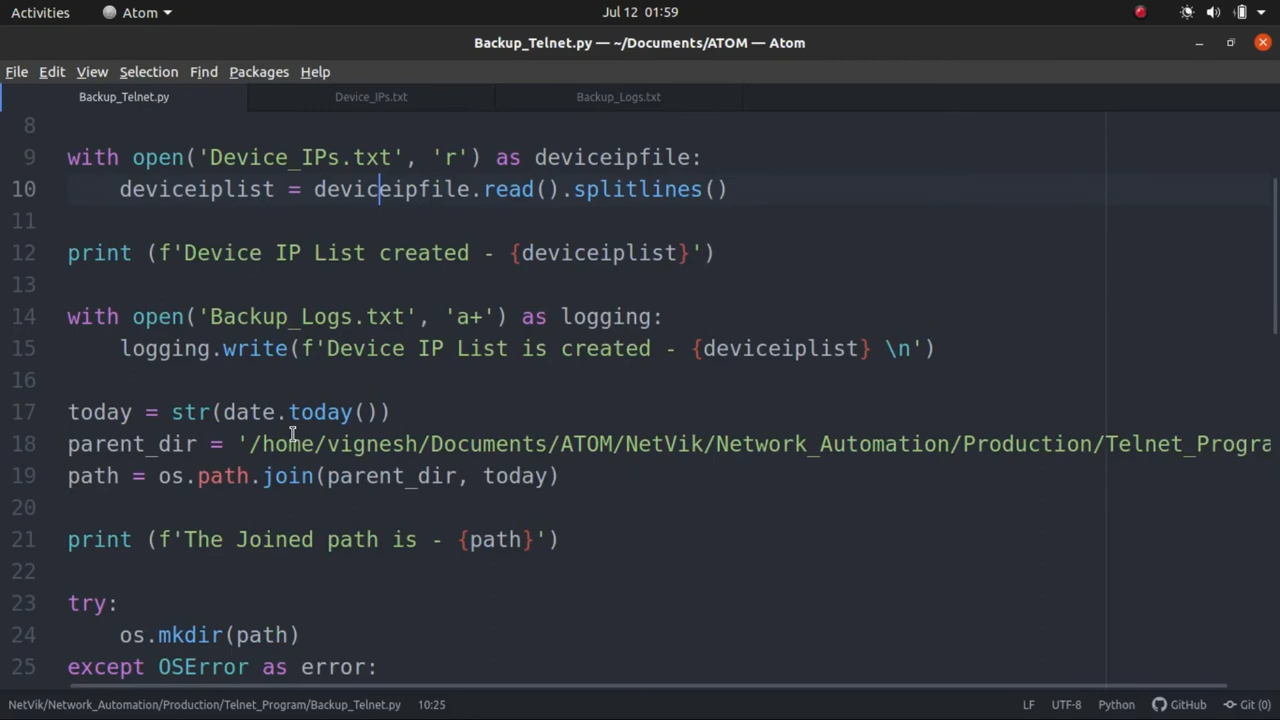 Activities Atom Jul 12 01:59
Backup_Telnet.py — ~/Documents/ATOM — Atom
File Edit View Selection Find Packages Help
Backup_Telnet.py Device_IPs.txt Backup_Logs.txt
8
9 with open('Device_IPs.txt', 'r') as deviceipfile:
10 deviceiplist = deviceipfile.read().splitlines()
11
12 print (f'Device IP List created - {deviceiplist}')
13
14 with open('Backup_Logs.txt', 'a+') as logging:
15 logging.write(f'Device IP List is created - {deviceiplist} \n')
16
17 today = str(date.today())
18 parent_dir = '/home/vignesh/Documents/ATOM/NetVik/Network_Automation/Production/Telnet_Progra
19 path = os.path.join(parent_dir, today)
20
21 print (f'The Joined path is - {path}')
22
23 try:
24 os.mkdir(path)
25 except OSError as error:
NetVik/Network_Automation/Production/Telnet_Program/Backup_Telnet.py 10:25 LF UTF-8 Python GitHub Git (0)